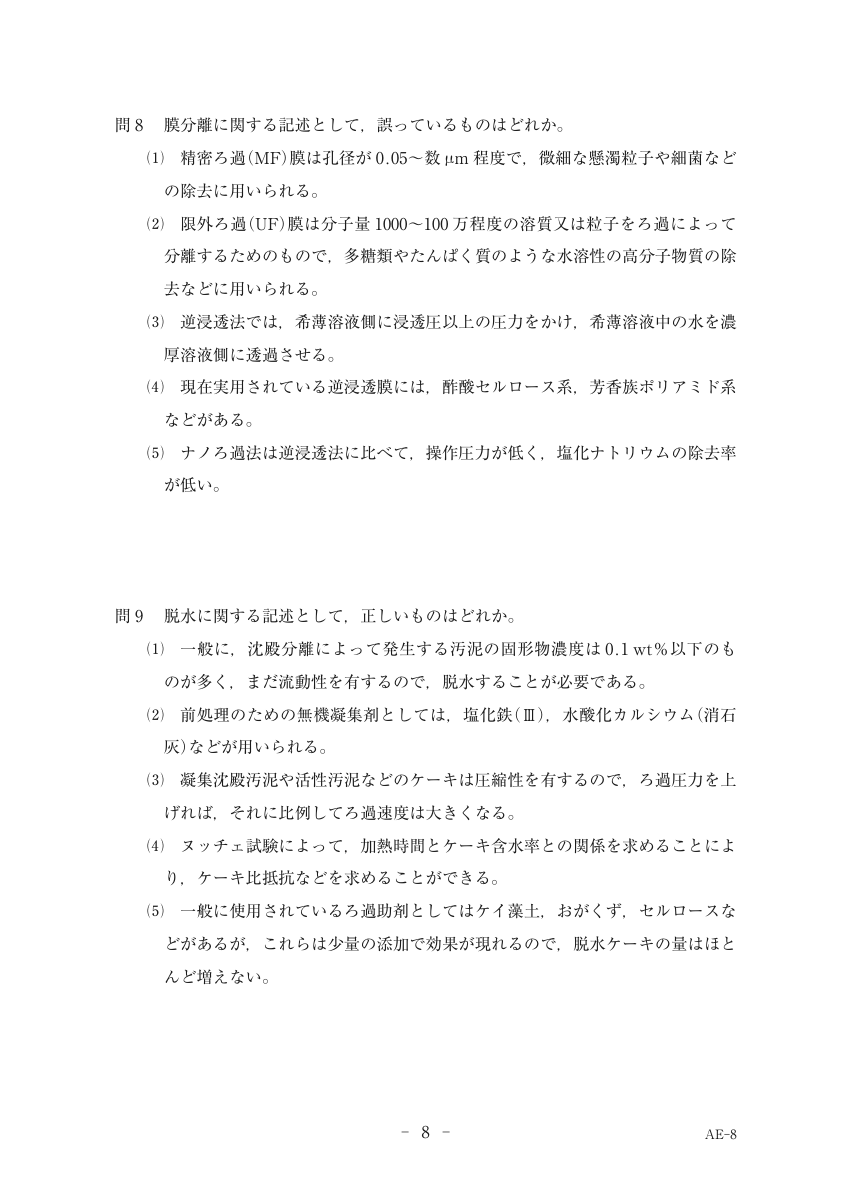 問8　膜分離に関する記述として，誤っているものはどれか。
⑴　精密ろ過(MF)膜は孔径が 0.05〜数 μm 程度で，微細な懸濁粒子や細菌など
の除去に用いられる。
⑵　限外ろ過(UF)膜は分子量 1000〜100 万程度の溶質又は粒子をろ過によって
分離するためのもので，多糖類やたんぱく質のような水溶性の高分子物質の除
去などに用いられる。
⑶　逆浸透法では，希薄溶液側に浸透圧以上の圧力をかけ，希薄溶液中の水を濃
厚溶液側に透過させる。
⑷　現在実用されている逆浸透膜には，酢酸セルロース系，芳香族ポリアミド系
などがある。
⑸　ナノろ過法は逆浸透法に比べて，操作圧力が低く，塩化ナトリウムの除去率
が低い。
問9　脱水に関する記述として，正しいものはどれか。
⑴　一般に，沈殿分離によって発生する汚泥の固形物濃度は 0.1 wt％以下のも
のが多く，まだ流動性を有するので，脱水することが必要である。
⑵　前処理のための無機凝集剤としては，塩化鉄(Ⅲ)，水酸化カルシウム(消石
灰)などが用いられる。
⑶　凝集沈殿汚泥や活性汚泥などのケーキは圧縮性を有するので，ろ過圧力を上
げれば，それに比例してろ過速度は大きくなる。
⑷　ヌッチェ試験によって，加熱時間とケーキ含水率との関係を求めることによ
り，ケーキ比抵抗などを求めることができる。
⑸　一般に使用されているろ過助剤としてはケイ藻土，おがくず，セルロースな
どがあるが，これらは少量の添加で効果が現れるので，脱水ケーキの量はほと
んど増えない。
- 8 -
AE-8